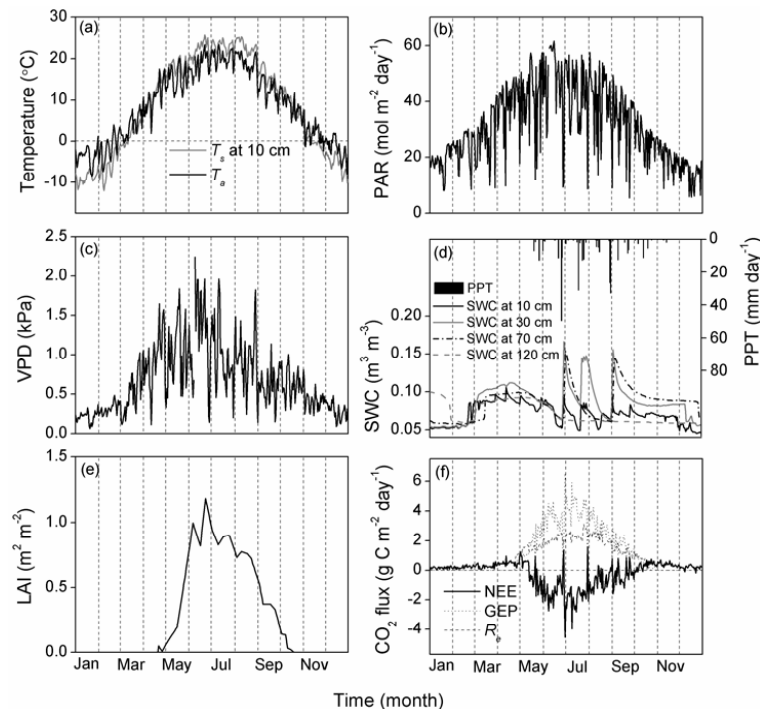 (a)
30
20
10
0
-10
Temperature (°C)
Ts at 10 cm
Ta
(b)
60
40
20
0
PAR (mol m-2 day-1)
(c)
2.5
2.0
1.5
1.0
0.5
0.0
VPD (kPa)
(d)
PPT
SWC at 10 cm
SWC at 30 cm
SWC at 70 cm
SWC at 120 cm
0.20
0.15
0.10
0.05
SWC (m3 m-3)
0
20
40
60
80
PPT (mm day-1)
(e)
1.5
1.0
0.5
0.0
LAI (m2 m-2)
Jan Mar May Jul Sep Nov
(f)
6
4
2
0
-2
-4
CO2 flux (g C m-2 day-1)
NEE
GEP
Re
Jan Mar May Jul Sep Nov
Time (month)